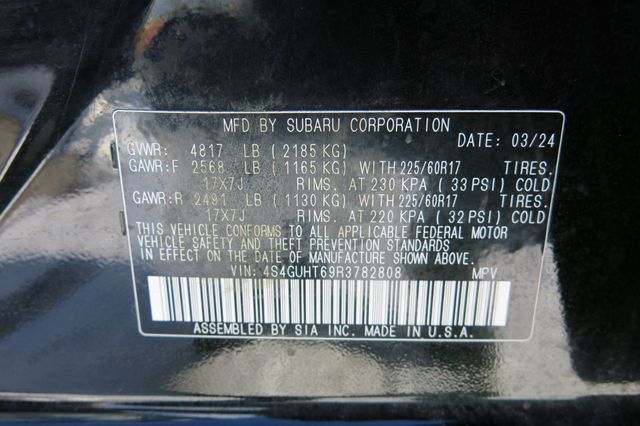 MFD BY SUBARU CORPORATION
DATE: 03/24
GVWR: 4817 LB (2185 KG)
GAWR:F 2568 LB (1165 KG) WITH 225/60R17 TIRES.
17X7J RIMS. AT 230 KPA (33 PSI) COLD
GAWR:R 2491 LB (1130 KG) WITH 225/60R17 TIRES.
17X7J RIMS. AT 220 KPA (32 PSI) COLD
THIS VEHICLE CONFORMS TO ALL APPLICABLE FEDERAL MOTOR
VEHICLE SAFETY AND THEFT PREVENTION STANDARDS
IN EFFECT ON THE DATE OF MANUFACTURE SHOWN ABOVE.
VIN: 4S4GUHT69R3782808 MPV
ASSEMBLED BY SIA INC. MADE IN U.S.A.